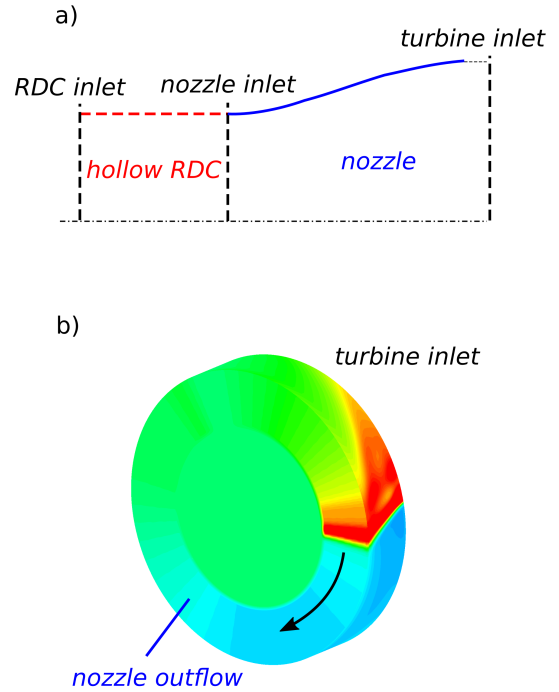 a)
turbine inlet
RDC inlet
nozzle inlet
hollow RDC
nozzle
b)
turbine inlet
nozzle outflow